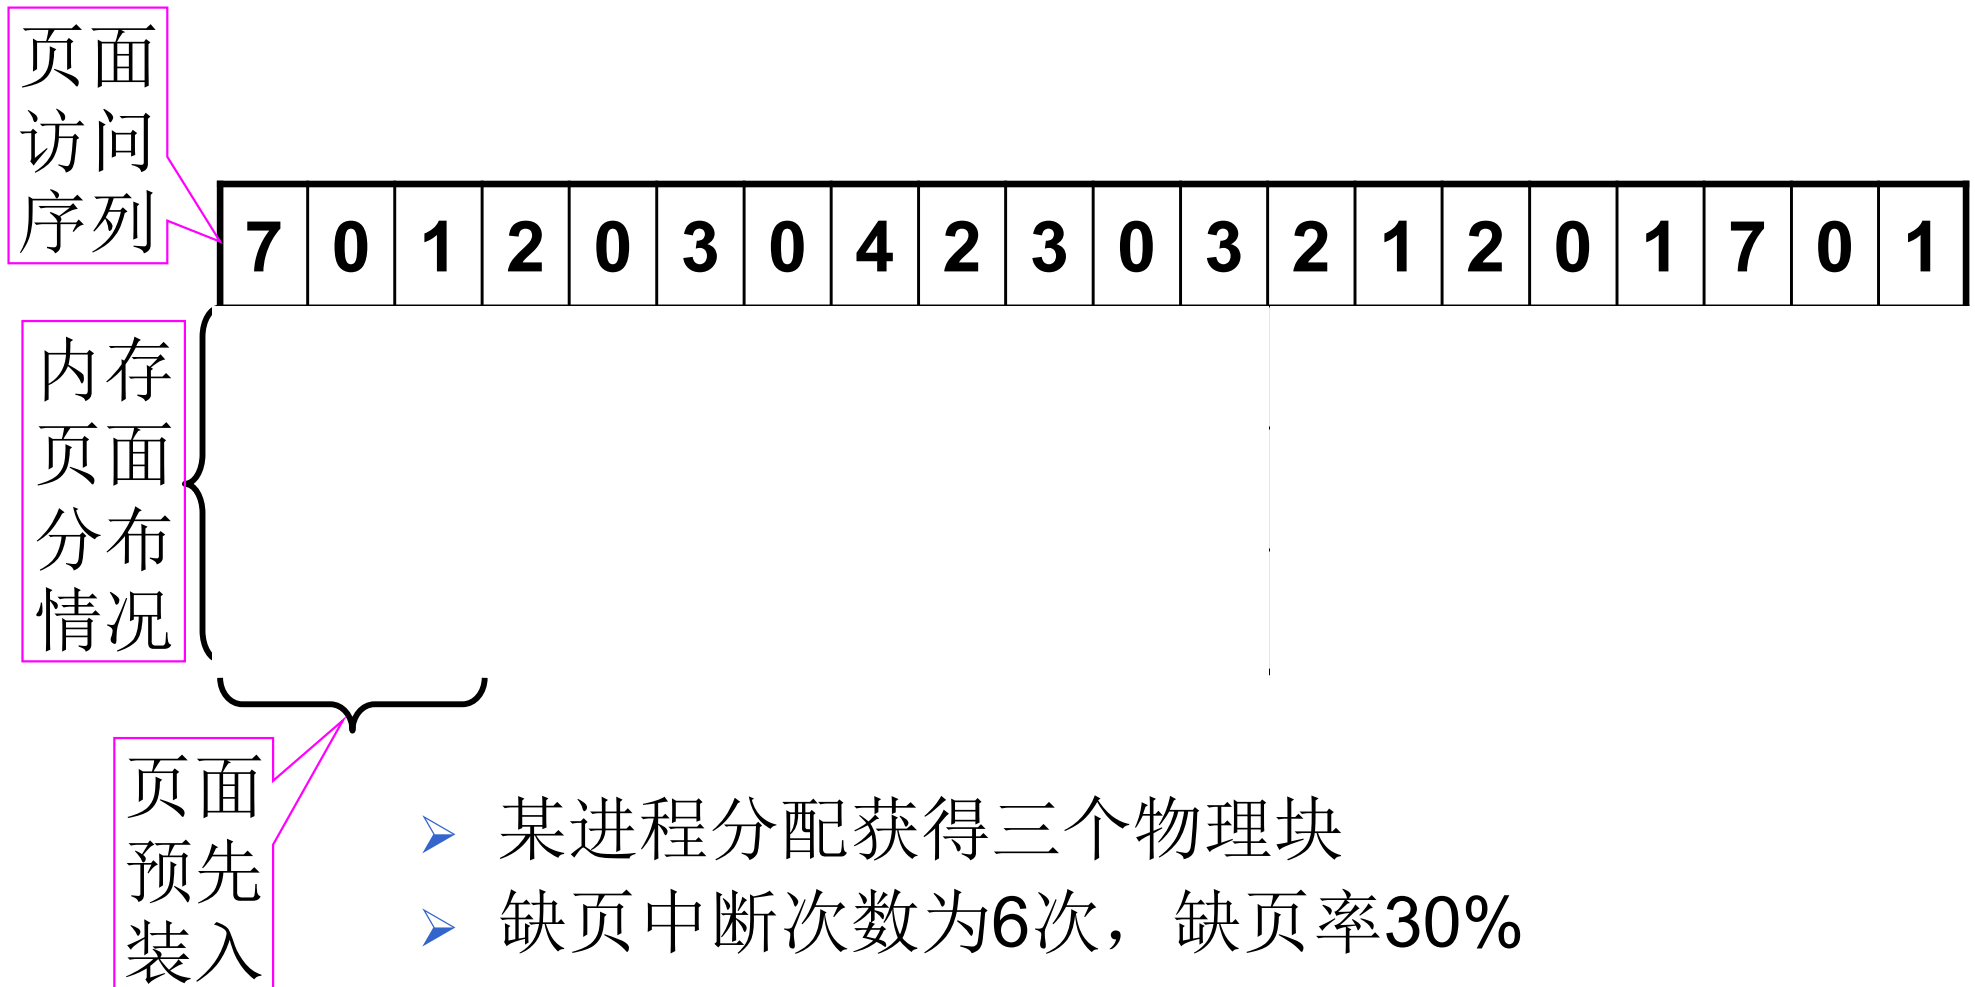 页面
访问
序列
7 0 1 2 0 3 0 4 2 3 0 3 2 1 2 0 1 7 0 1
内存
页面
分布
情况
页面
预先
装入
某进程分配获得三个物理块
缺页中断次数为6次，缺页率30%